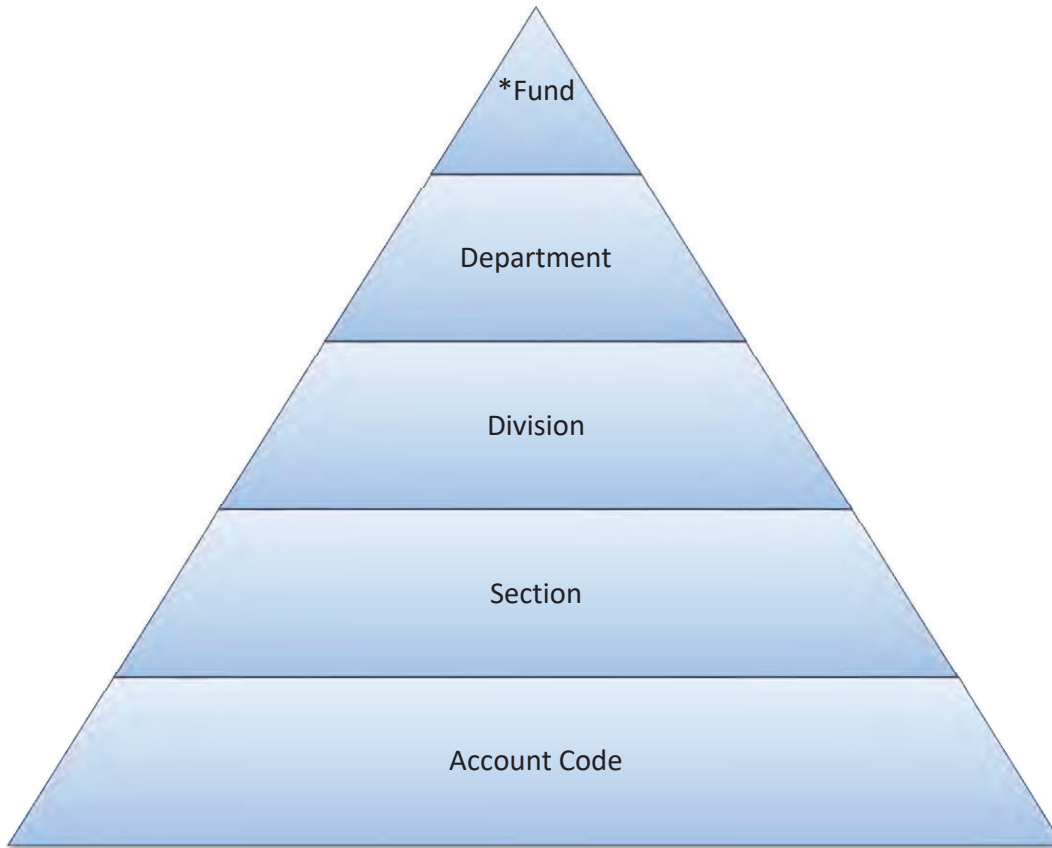 *Fund
Department
Division
Section
Account Code